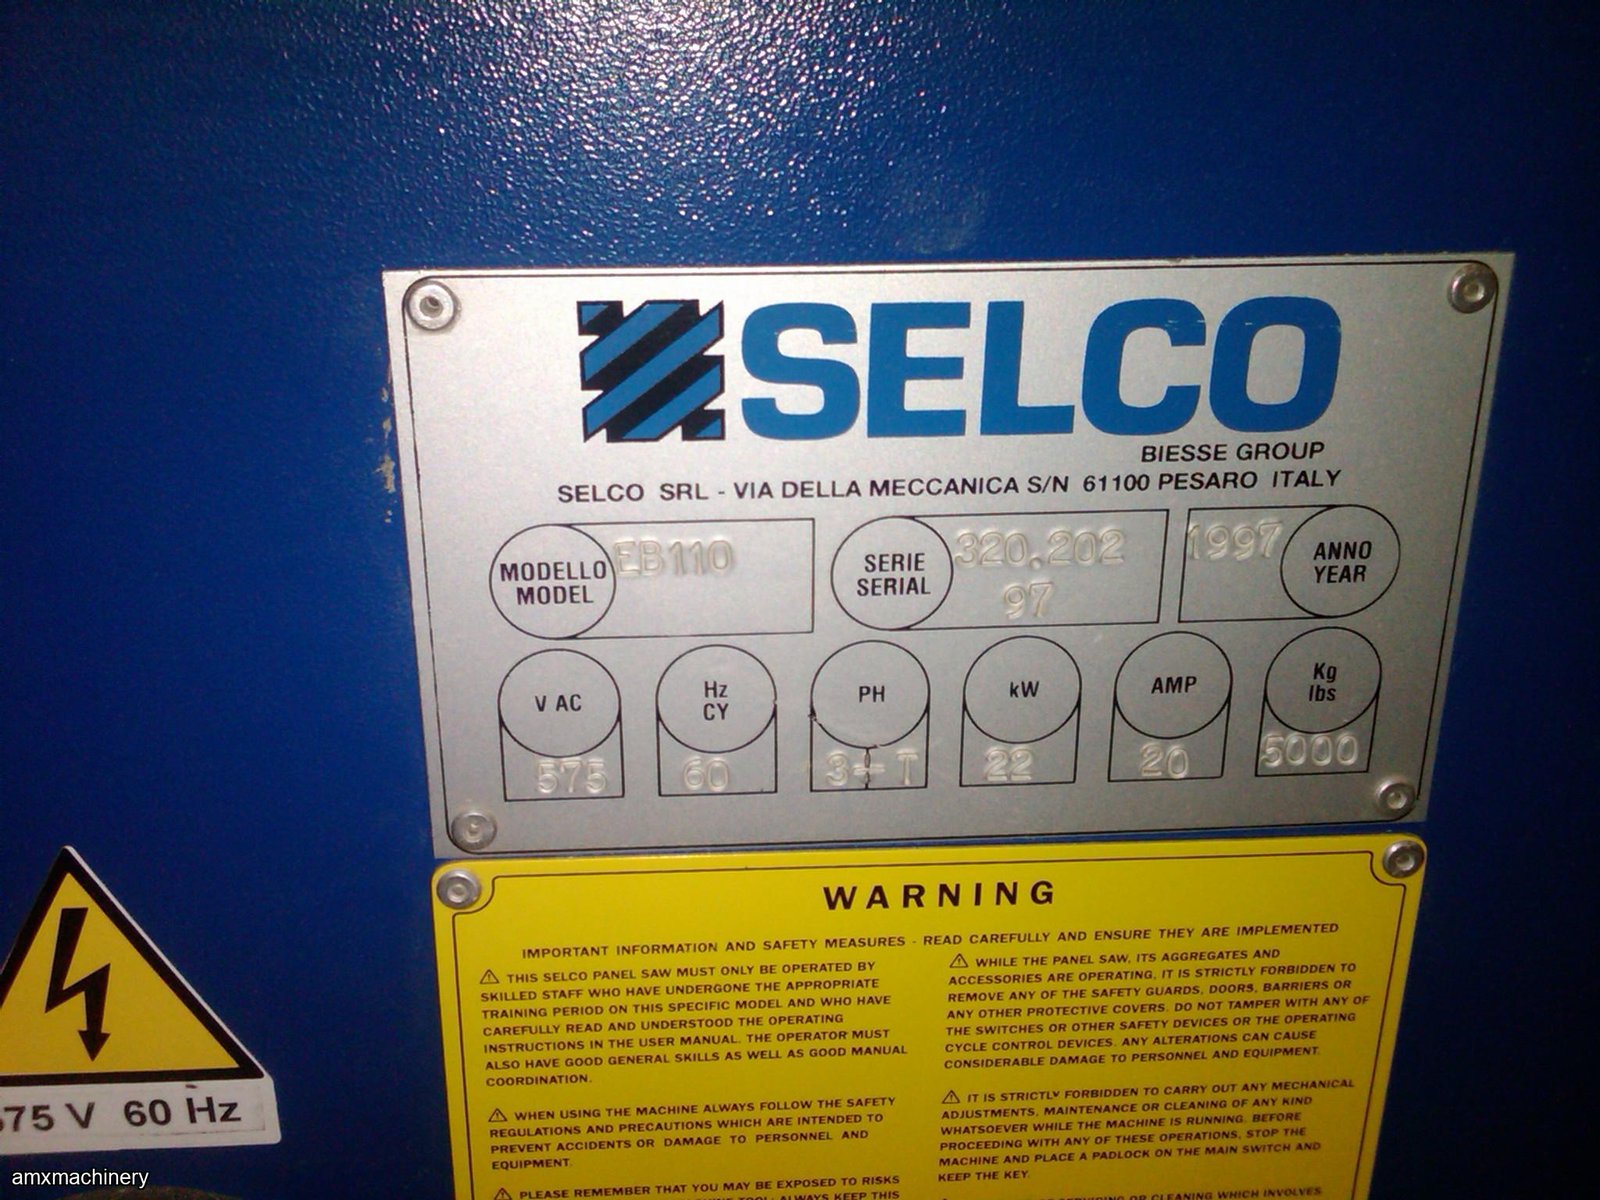 SELCO
BIESSE GROUP
SELCO SRL - VIA DELLA MECCANICA S/N 61100 PESARO ITALY
MODELLO
MODEL
EB110
SERIE
SERIAL
320.202
97
1997
ANNO
YEAR
V AC
575
Hz
CY
60
PH
3+T
kW
22
AMP
20
Kg
lbs
5000
WARNING
IMPORTANT INFORMATION AND SAFETY MEASURES - READ CAREFULLY AND ENSURE THEY ARE IMPLEMENTED
⚠ THIS SELCO PANEL SAW MUST ONLY BE OPERATED BY
SKILLED STAFF WHO HAVE UNDERGONE THE APPROPRIATE
TRAINING PERIOD ON THIS SPECIFIC MODEL AND WHO HAVE
CAREFULLY READ AND UNDERSTOOD THE OPERATING
INSTRUCTIONS IN THE USER MANUAL. THE OPERATOR MUST
ALSO HAVE GOOD GENERAL SKILLS AS WELL AS GOOD MANUAL
COORDINATION.
⚠ WHEN USING THE MACHINE ALWAYS FOLLOW THE SAFETY
REGULATIONS AND PRECAUTIONS WHICH ARE INTENDED TO
PREVENT ACCIDENTS OR DAMAGE TO PERSONNEL AND
EQUIPMENT.
⚠ PLEASE REMEMBER THAT YOU MAY BE EXPOSED TO RISKS
TOOL: ALWAYS KEEP THIS
⚠ WHILE THE PANEL SAW, ITS AGGREGATES AND
ACCESSORIES ARE OPERATING, IT IS STRICTLY FORBIDDEN TO
REMOVE ANY OF THE SAFETY GUARDS, DOORS, BARRIERS OR
ANY OTHER PROTECTIVE COVERS. DO NOT TAMPER WITH ANY OF
THE SWITCHES OR OTHER SAFETY DEVICES OR THE OPERATING
CYCLE CONTROL DEVICES. ANY ALTERATIONS CAN CAUSE
CONSIDERABLE DAMAGE TO PERSONNEL AND EQUIPMENT.
⚠ IT IS STRICTLY FORBIDDEN TO CARRY OUT ANY MECHANICAL
ADJUSTMENTS, MAINTENANCE OR CLEANING OF ANY KIND
WHATSOEVER WHILE THE MACHINE IS RUNNING. BEFORE
PROCEEDING WITH ANY OF THESE OPERATIONS, STOP THE
MACHINE AND PLACE A PADLOCK ON THE MAIN SWITCH AND
KEEP THE KEY.
OR CLEANING WHICH INVOLVES
575 V 60 Hz
amxmachinery